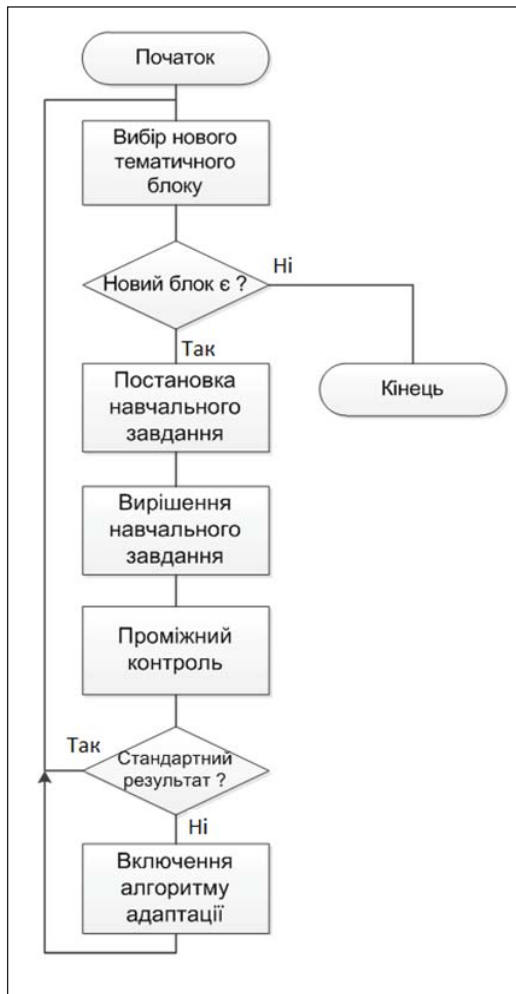 Початок
Вибір нового
тематичного
блоку
Новий блок є ?
Ні
Так
Кінець
Постановка
навчального
завдання
Вирішення
навчального
завдання
Проміжний
контроль
Так
Стандартний
результат ?
Ні
Включення
алгоритму
адаптації